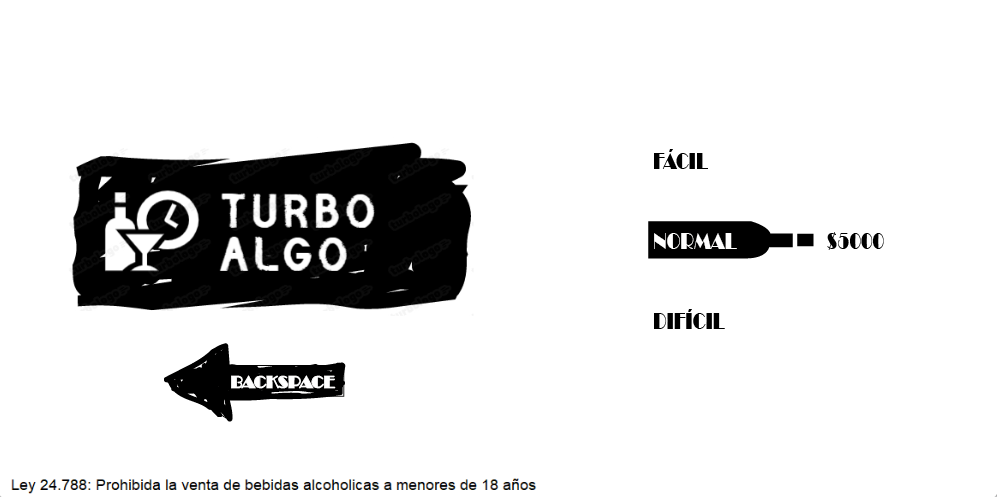 TURBO
ALGO
BACKSPACE
FÁCIL
NORMAL $5000
DIFÍCIL
Ley 24.788: Prohibida la venta de bebidas alcoholicas a menores de 18 años